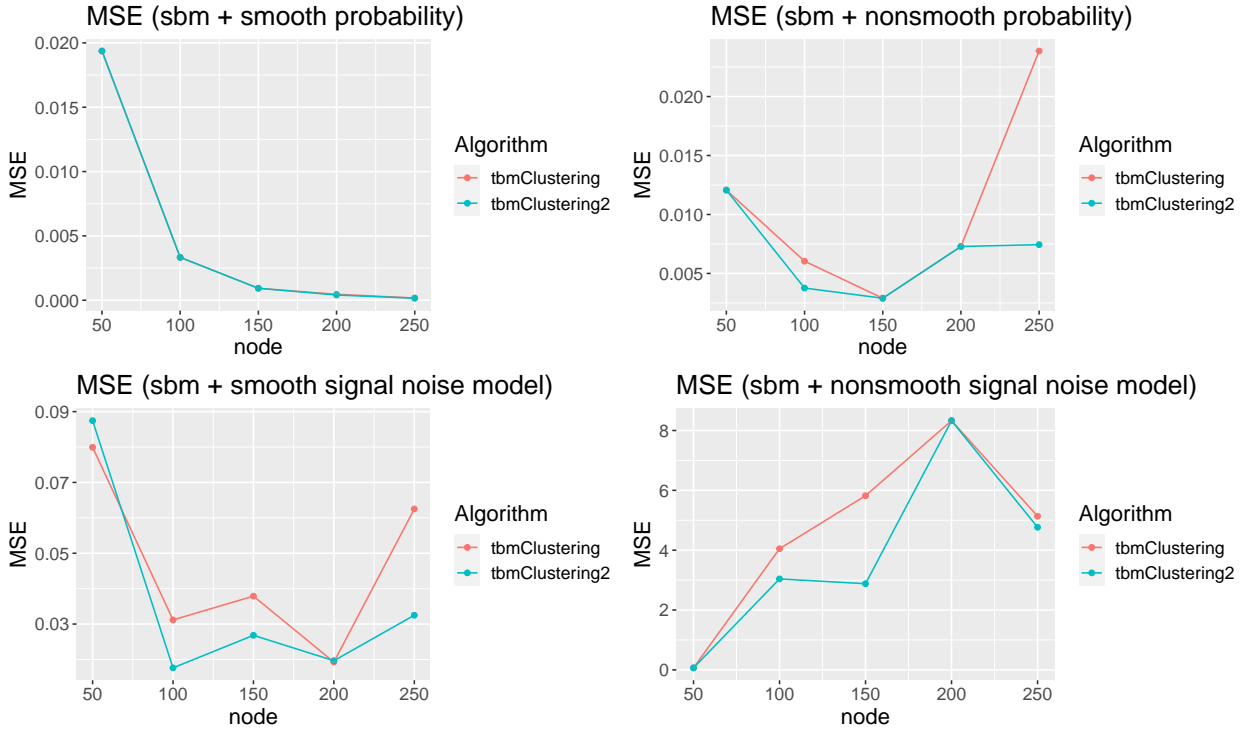 MSE (sbm + smooth probability)
0.020
0.015
0.010
0.005
0.000
MSE
50 100 150 200 250
node
Algorithm
tbmClustering
tbmClustering2
MSE (sbm + nonsmooth probability)
0.020
0.015
0.010
0.005
MSE
50 100 150 200 250
node
Algorithm
tbmClustering
tbmClustering2
MSE (sbm + smooth signal noise model)
0.09
0.07
0.05
0.03
MSE
50 100 150 200 250
node
Algorithm
tbmClustering
tbmClustering2
MSE (sbm + nonsmooth signal noise model)
8
6
4
2
0
MSE
50 100 150 200 250
node
Algorithm
tbmClustering
tbmClustering2